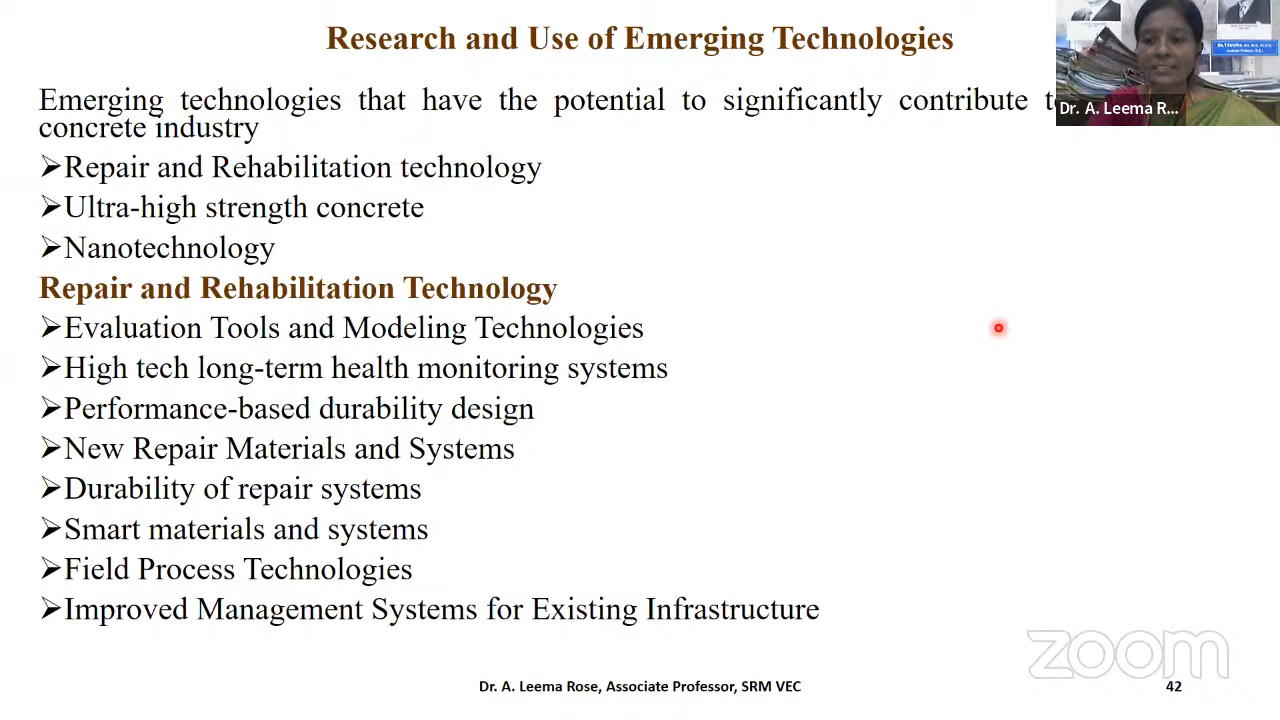 Research and Use of Emerging Technologies
Emerging technologies that have the potential to significantly contribute
concrete industry
➢Repair and Rehabilitation technology
➢Ultra-high strength concrete
➢Nanotechnology
Repair and Rehabilitation Technology
➢Evaluation Tools and Modeling Technologies
➢High tech long-term health monitoring systems
➢Performance-based durability design
➢New Repair Materials and Systems
➢Durability of repair systems
➢Smart materials and systems
➢Field Process Technologies
➢Improved Management Systems for Existing Infrastructure
Dr. A. Leema R...
zoom
Dr. A. Leema Rose, Associate Professor, SRM VEC
42